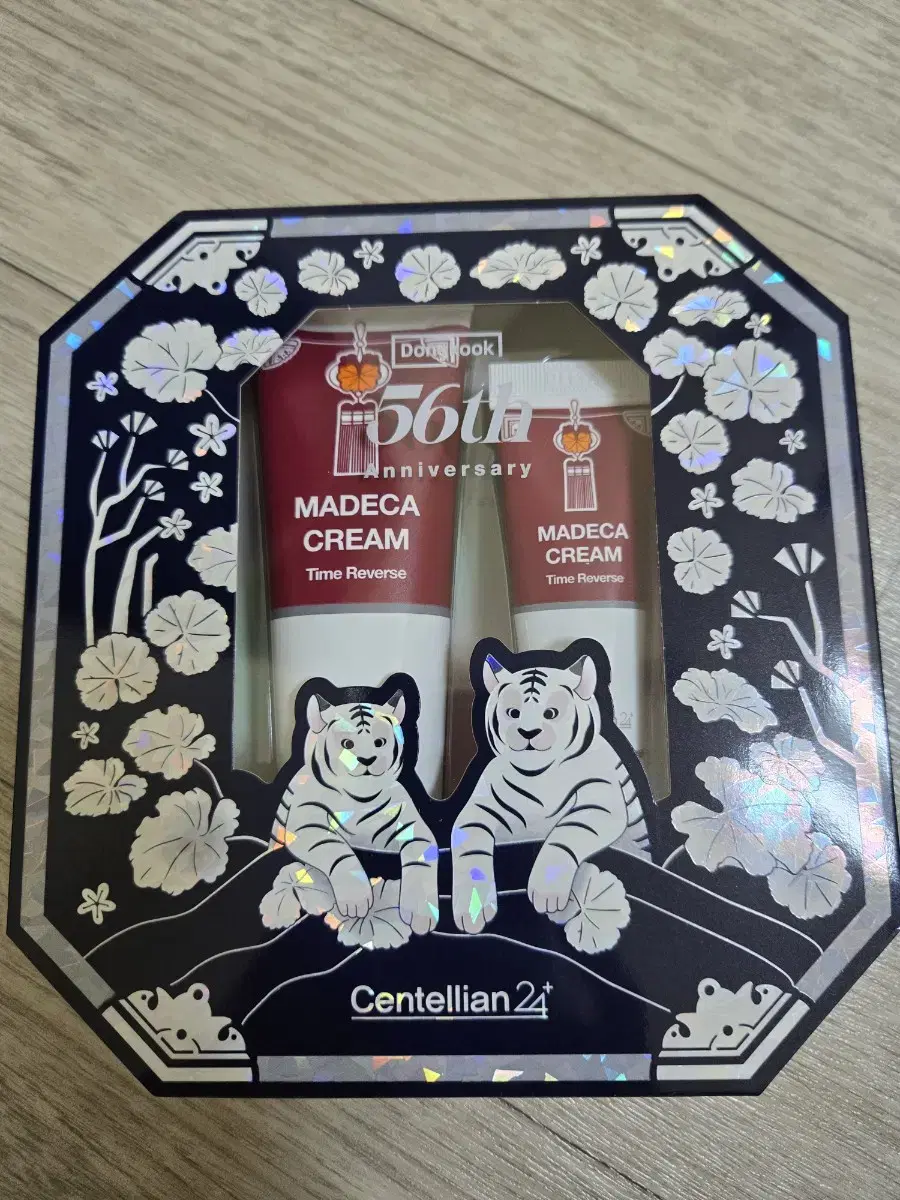 DongKook
56th
Anniversary
MADECA
CREAM
Time Reverse
MADECA
CREAM
Time Reverse
Centellian24+